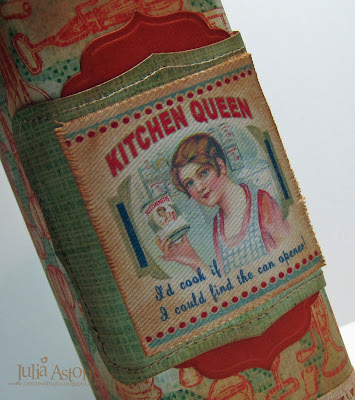 KITCHEN QUEEN
I'd cook if
I could find the can opener
Julia Aston